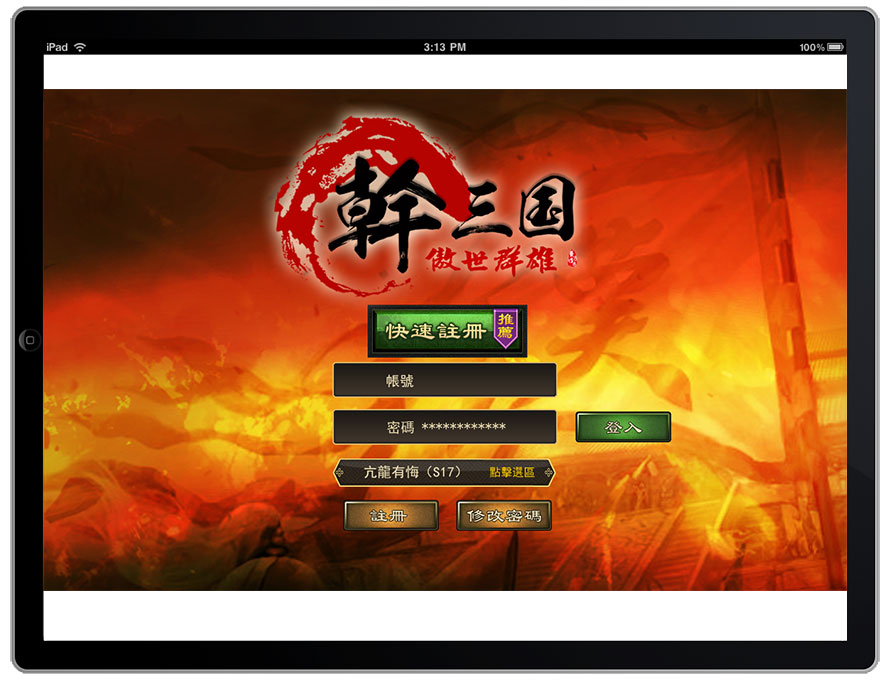 iPad 3:13 PM 100%
幹三国
傲世群雄
快速註冊 推薦
帳號
密碼 ************ 登入
亢龍有悔（S17） 點擊選區
註冊 修改密碼